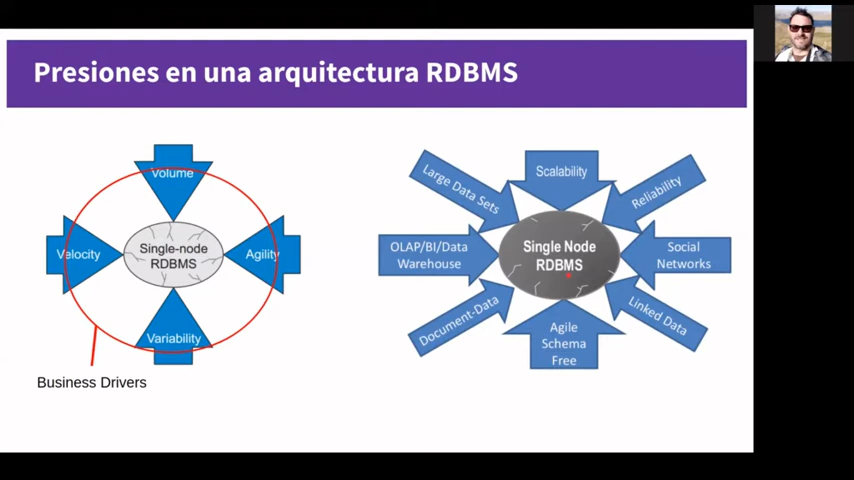 Presiones en una arquitectura RDBMS
Volume
Velocity
Single-node
RDBMS
Agility
Variability
Business Drivers
Large Data Sets
Scalability
Reliability
OLAP/BI/Data
Warehouse
Single Node
RDBMS
Social
Networks
Document-Data
Agile
Schema
Free
Linked Data